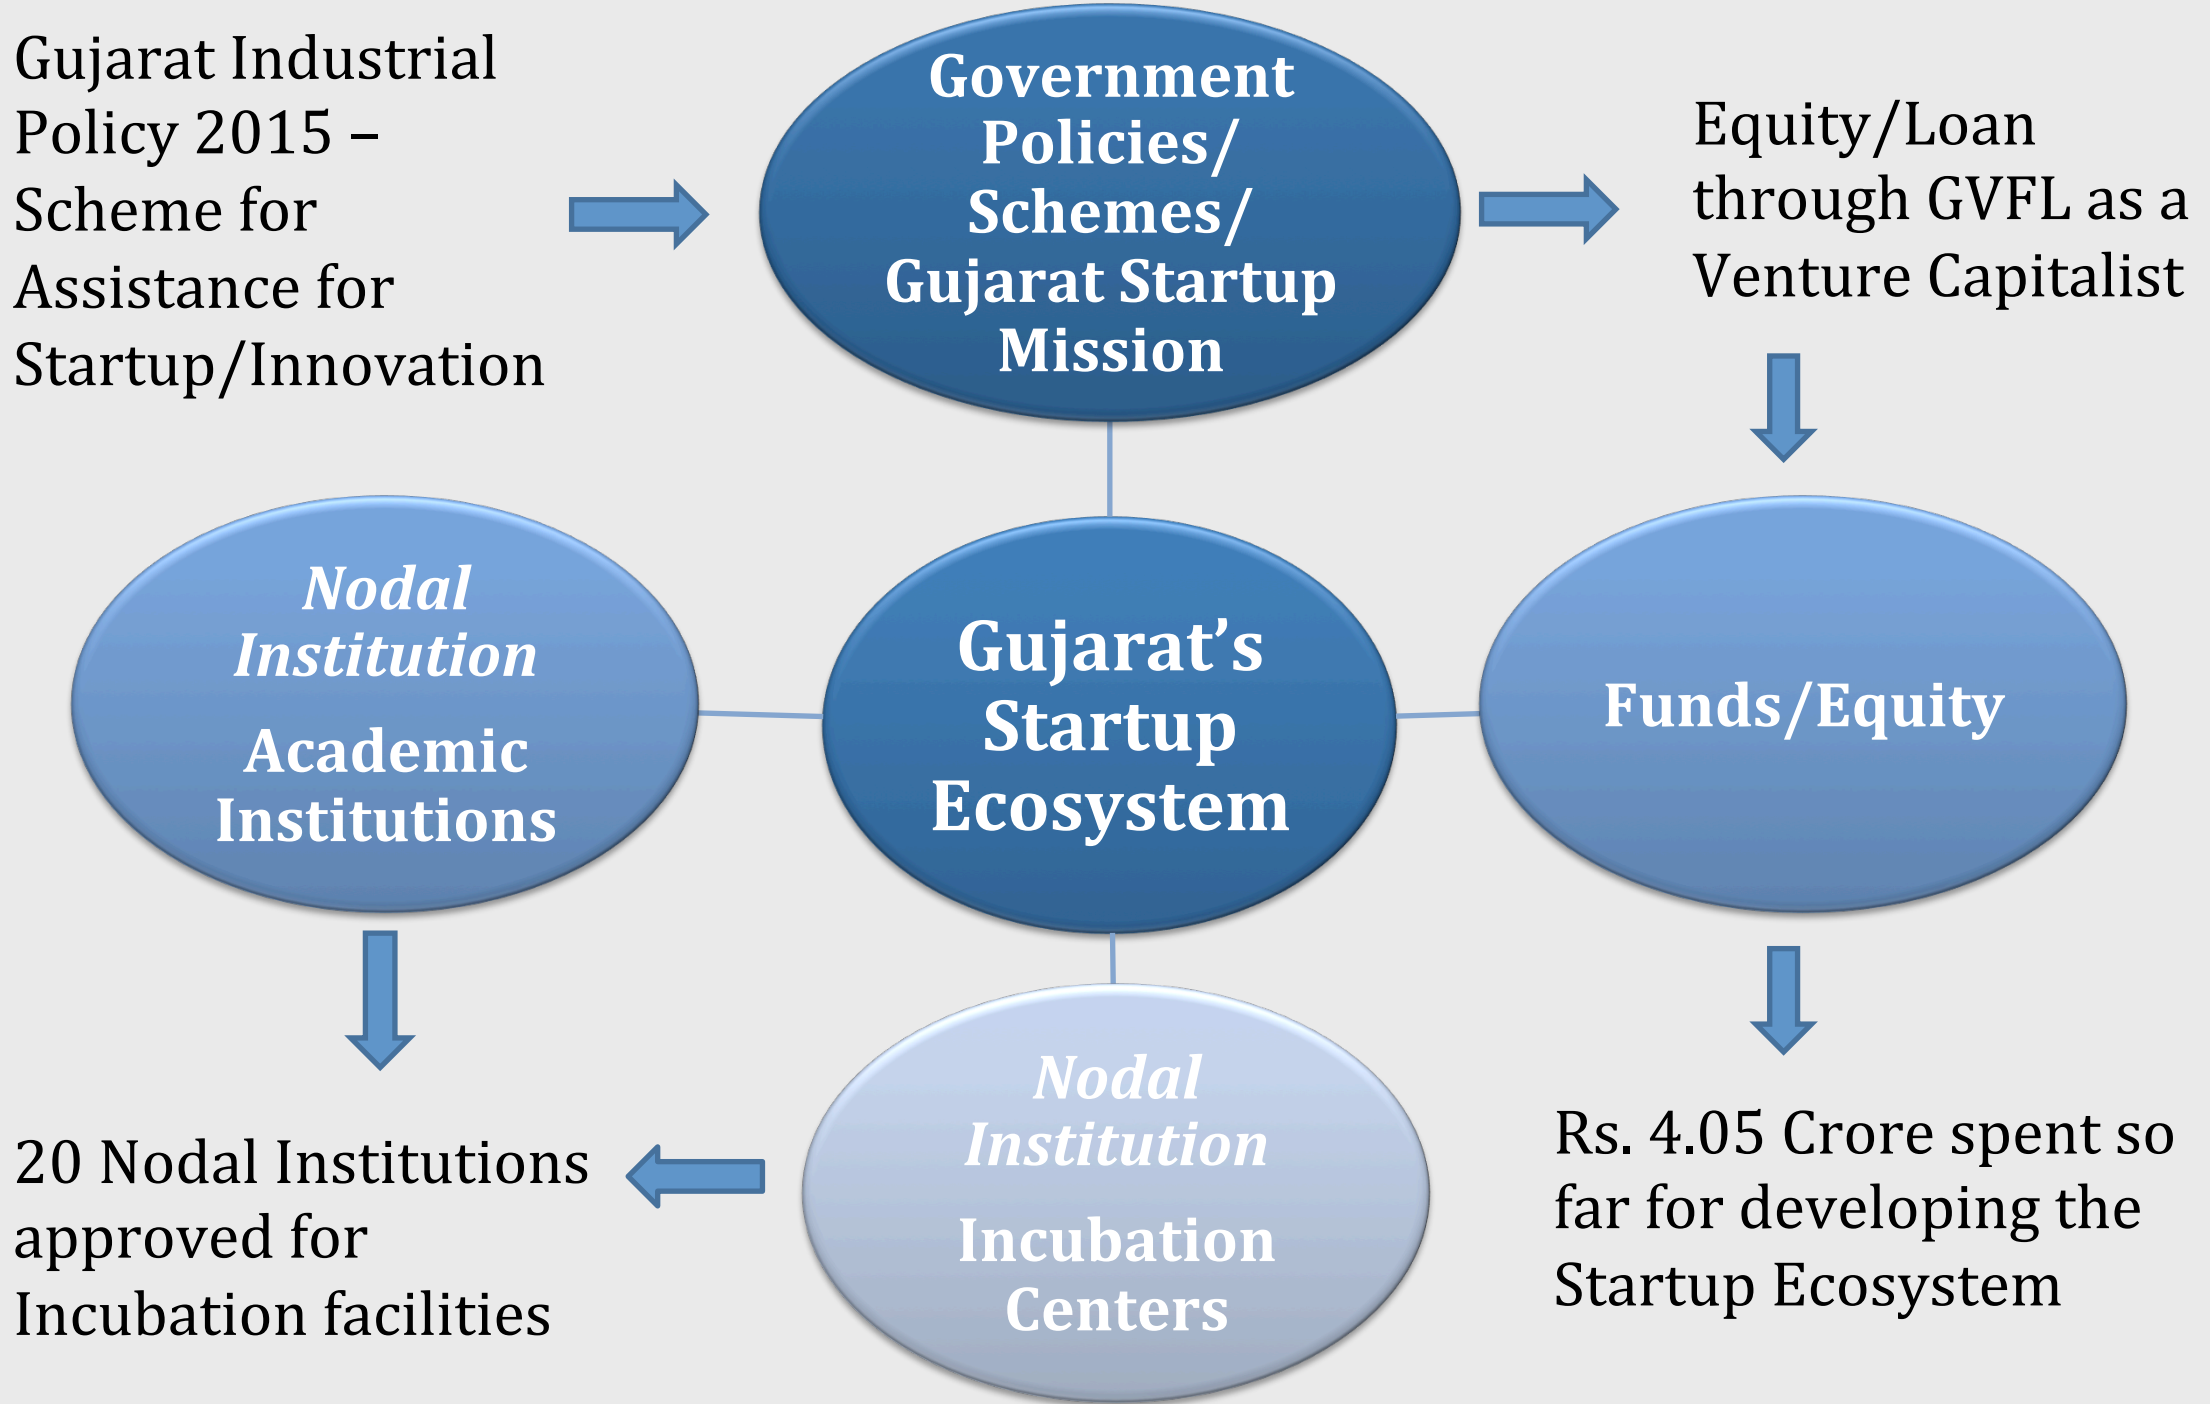 Gujarat Industrial
Policy 2015 –
Scheme for
Assistance for
Startup/Innovation
Government
Policies/
Schemes/
Gujarat Startup
Mission
Equity/Loan
through GVFL as a
Venture Capitalist
Nodal
Institution
Academic
Institutions
Gujarat’s
Startup
Ecosystem
Funds/Equity
20 Nodal Institutions
approved for
Incubation facilities
Nodal
Institution
Incubation
Centers
Rs. 4.05 Crore spent so
far for developing the
Startup Ecosystem